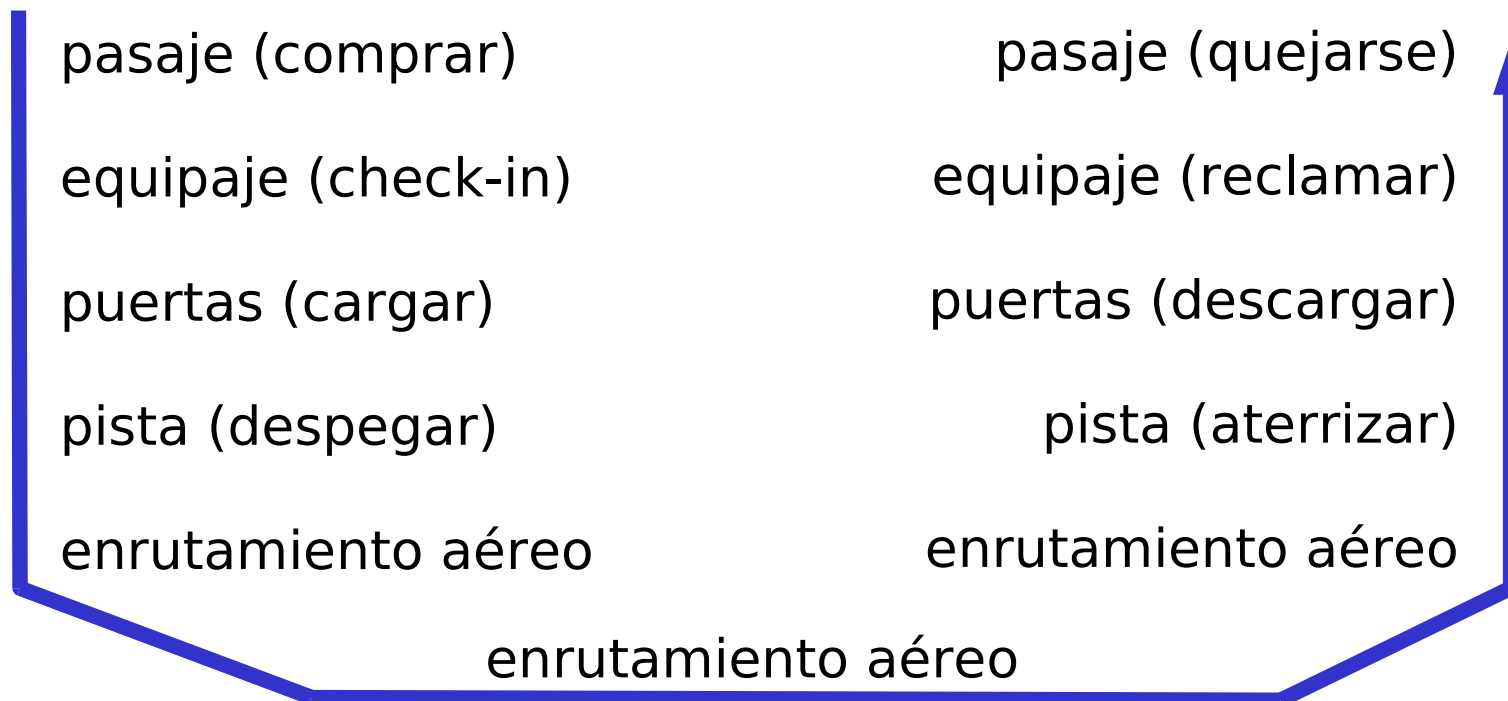 pasaje (comprar)
equipaje (check-in)
puertas (cargar)
pista (despegar)
enrutamiento aéreo
pasaje (quejarse)
equipaje (reclamar)
puertas (descargar)
pista (aterrizar)
enrutamiento aéreo
enrutamiento aéreo